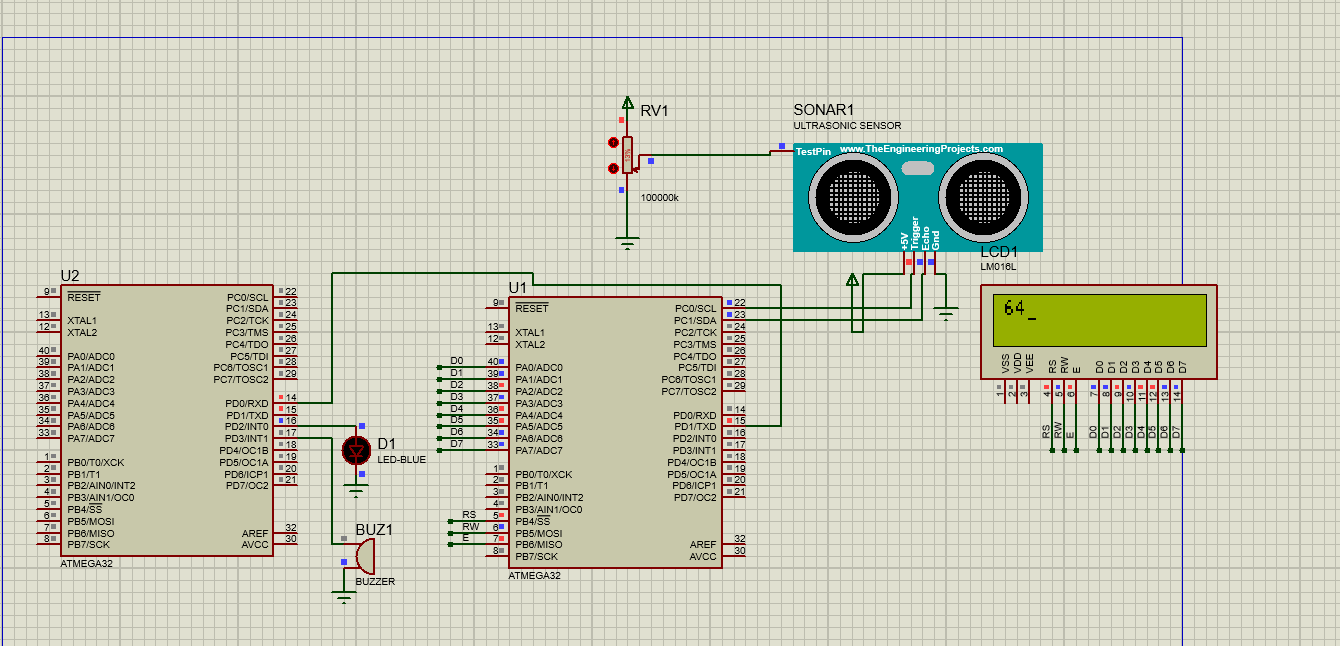 RV1
100000k
SONAR1
ULTRASONIC SENSOR
TestPin
www.TheEngineeringProjects.com
+5V
Trigger
Echo
Gnd
LCD1
LM016L
64_
VSS
VDD
VEE
RS
RW
E
D0
D1
D2
D3
D4
D5
D6
D7
1
2
3
4
5
6
7
8
9
10
11
12
13
14
RS
RW
E
D0
D1
D2
D3
D4
D5
D6
D7
U2
9 RESET
13 XTAL1
12 XTAL2
40 PA0/ADC0
39 PA1/ADC1
38 PA2/ADC2
37 PA3/ADC3
36 PA4/ADC4
35 PA5/ADC5
34 PA6/ADC6
33 PA7/ADC7
1 PB0/T0/XCK
2 PB1/T1
3 PB2/AIN0/INT2
4 PB3/AIN1/OC0
5 PB4/SS
6 PB5/MOSI
7 PB6/MISO
8 PB7/SCK
PC0/SCL 22
PC1/SDA 23
PC2/TCK 24
PC3/TMS 25
PC4/TDO 26
PC5/TDI 27
PC6/TOSC1 28
PC7/TOSC2 29
PD0/RXD 14
PD1/TXD 15
PD2/INT0 16
PD3/INT1 17
PD4/OC1B 18
PD5/OC1A 19
PD6/ICP1 20
PD7/OC2 21
AREF 32
AVCC 30
ATMEGA32
D1
LED-BLUE
BUZ1
BUZZER
U1
9 RESET
13 XTAL1
12 XTAL2
D0 40 PA0/ADC0
D1 39 PA1/ADC1
D2 38 PA2/ADC2
D3 37 PA3/ADC3
D4 36 PA4/ADC4
D5 35 PA5/ADC5
D6 34 PA6/ADC6
D7 33 PA7/ADC7
1 PB0/T0/XCK
2 PB1/T1
3 PB2/AIN0/INT2
4 PB3/AIN1/OC0
RS 5 PB4/SS
RW 6 PB5/MOSI
E 7 PB6/MISO
8 PB7/SCK
PC0/SCL 22
PC1/SDA 23
PC2/TCK 24
PC3/TMS 25
PC4/TDO 26
PC5/TDI 27
PC6/TOSC1 28
PC7/TOSC2 29
PD0/RXD 14
PD1/TXD 15
PD2/INT0 16
PD3/INT1 17
PD4/OC1B 18
PD5/OC1A 19
PD6/ICP1 20
PD7/OC2 21
AREF 32
AVCC 30
ATMEGA32